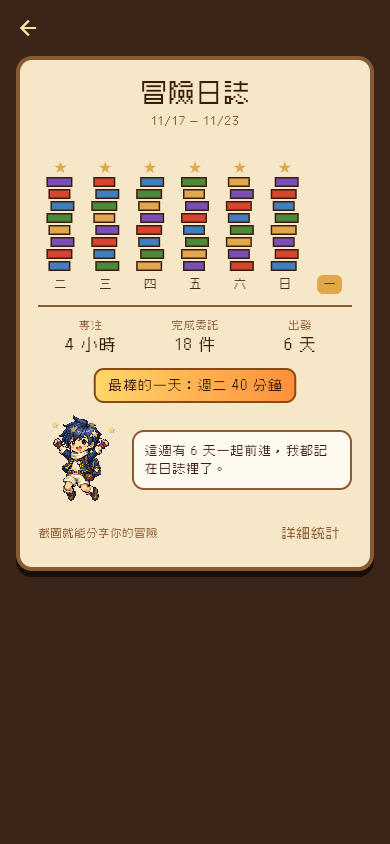 冒險日誌
11/17 – 11/23
二 三 四 五 六 日 一
專注 完成委託 出發
4 小時 18 件 6 天
最棒的一天：週二 40 分鐘
這週有 6 天一起前進，我都記
在日誌裡了。
截圖就能分享你的冒險 詳細統計